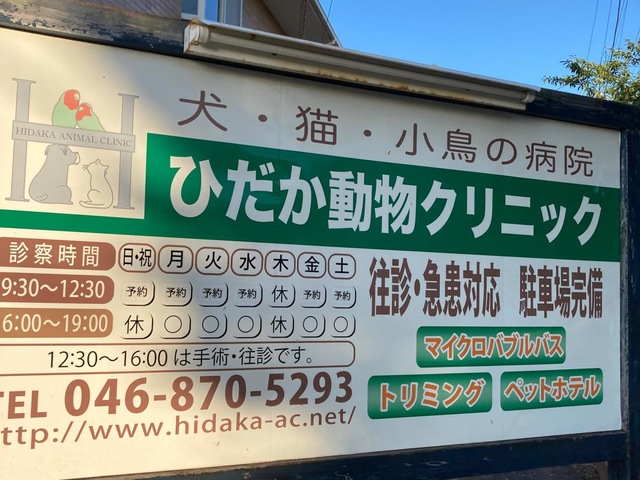 犬・猫・小鳥の病院
HIDAKA ANIMAL CLINIC
ひだか動物クリニック
診察時間 日・祝 月 火 水 木 金 土
9:30～12:30 予約 予約 予約 予約 休 予約 予約
16:00～19:00 休 ○ ○ ○ 休 ○ ○
12:30～16:00は手術・往診です。
TEL 046-870-5293
http://www.hidaka-ac.net/
往診・急患対応 駐車場完備
マイクロバブルバス
トリミング ペットホテル